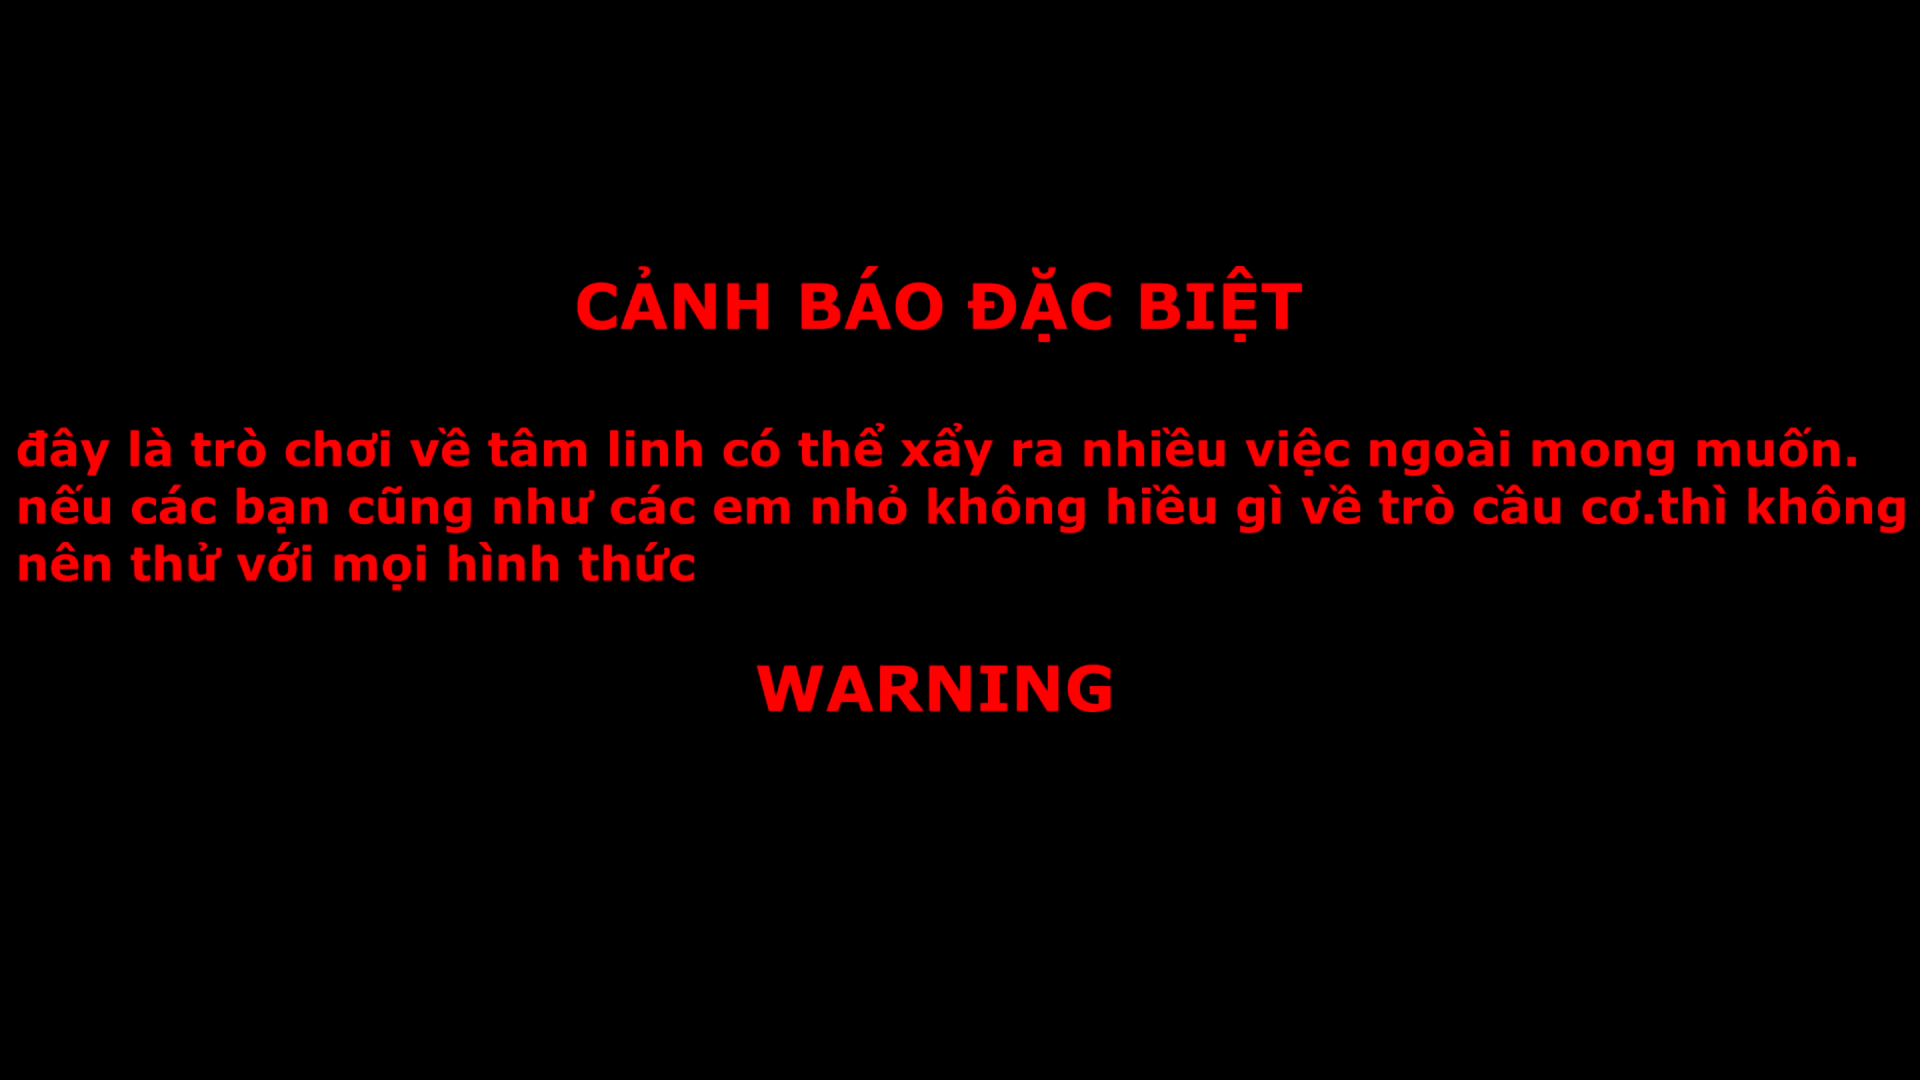 CẢNH BÁO ĐẶC BIỆT
đây là trò chơi về tâm linh có thể xẩy ra nhiều việc ngoài mong muốn.
nếu các bạn cũng như các em nhỏ không hiều gì về trò cầu cơ.thì không
nên thử với mọi hình thức
WARNING